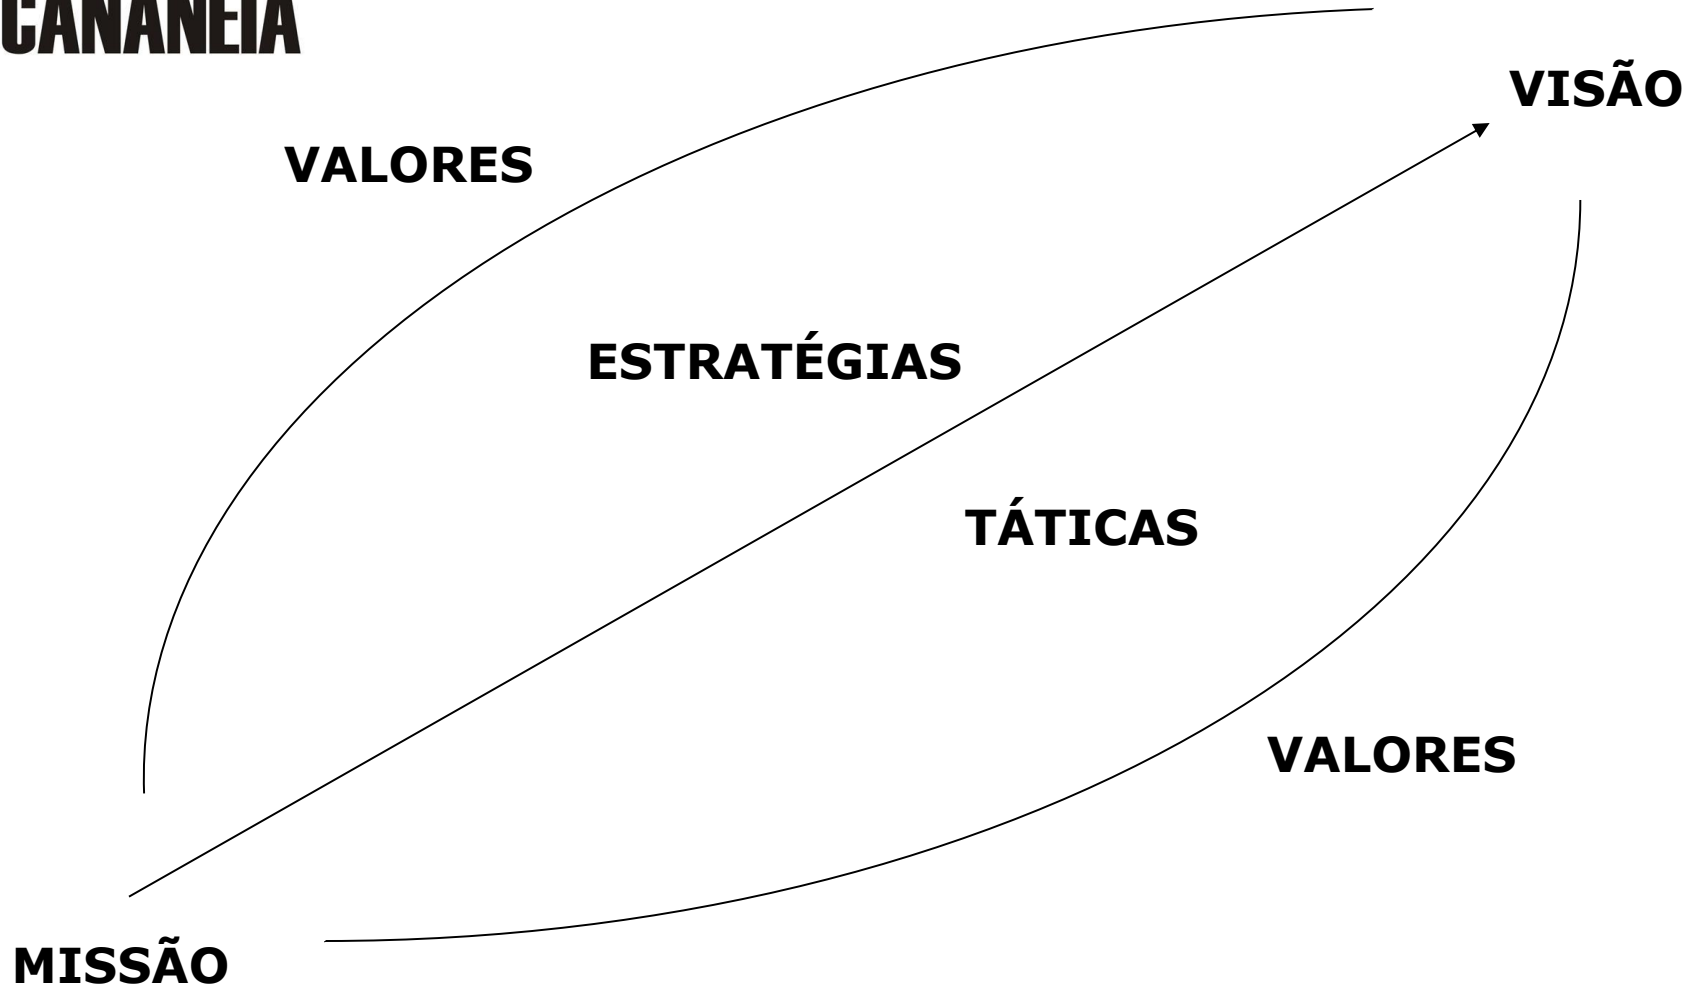 CANANEIA
VISÃO
VALORES
ESTRATÉGIAS
TÁTICAS
VALORES
MISSÃO